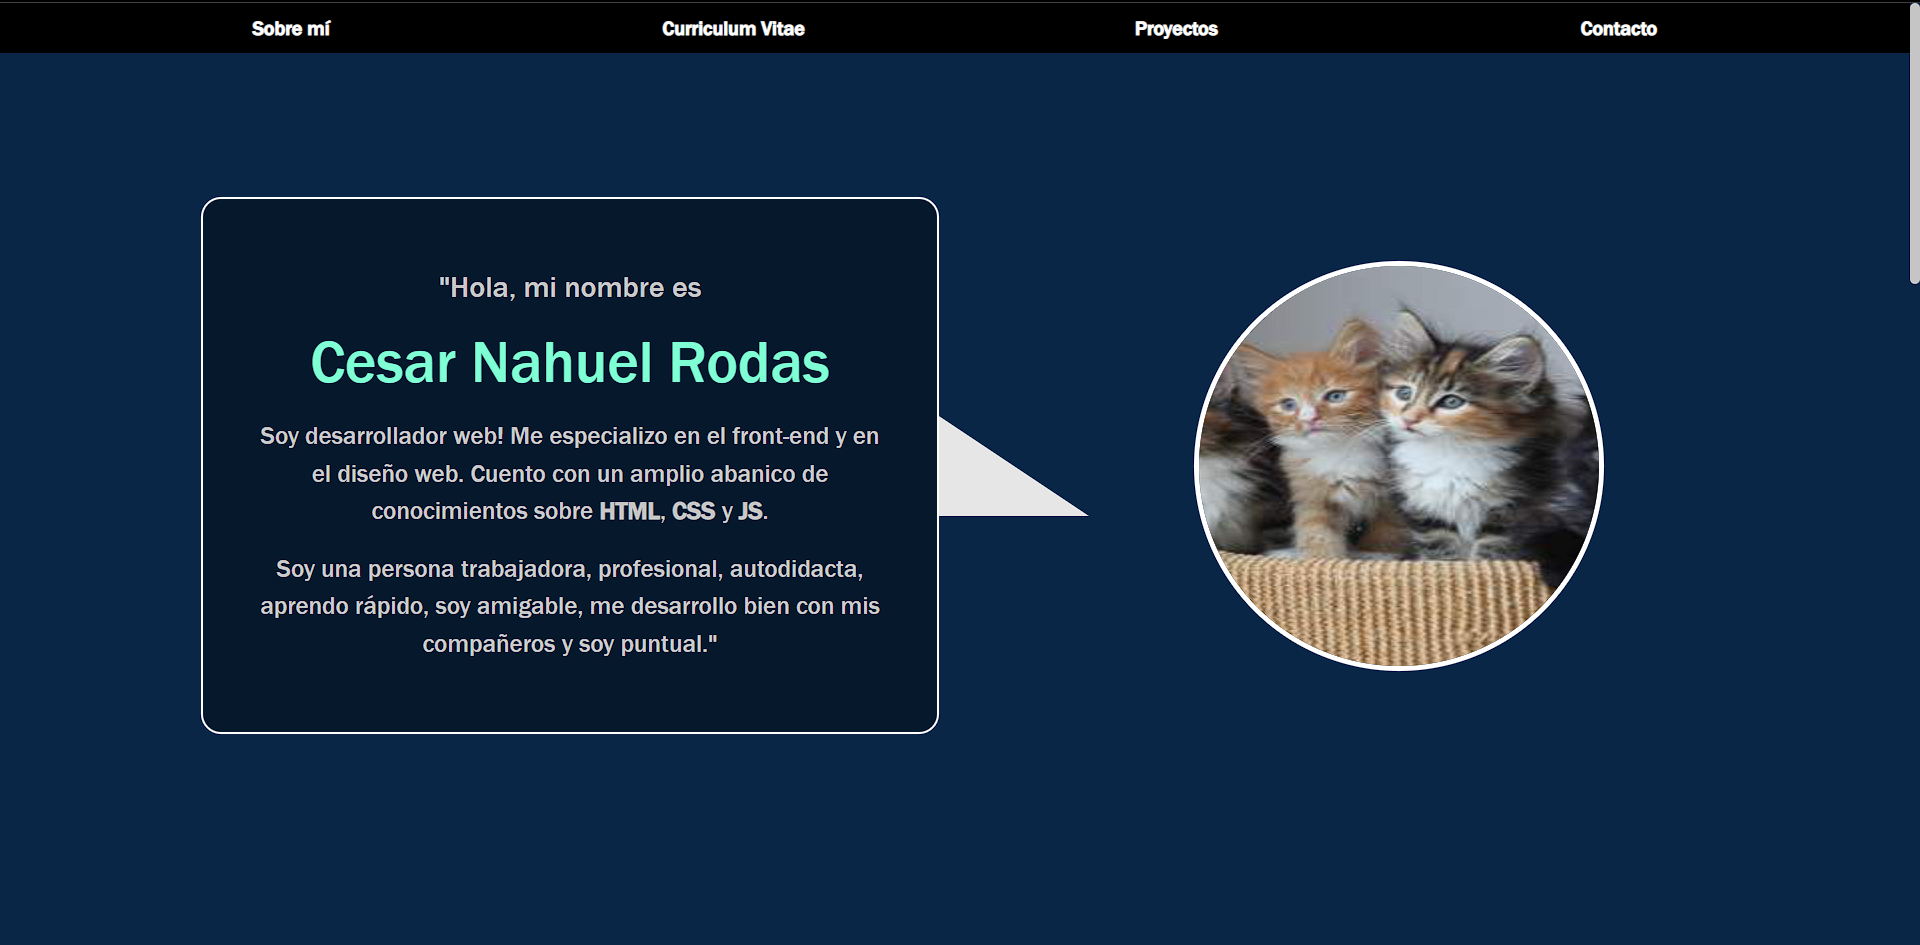 Sobre mí
Curriculum Vitae
Proyectos
Contacto
"Hola, mi nombre es
Cesar Nahuel Rodas
Soy desarrollador web! Me especializo en el front-end y en
el diseño web. Cuento con un amplio abanico de
conocimientos sobre HTML, CSS y JS.
Soy una persona trabajadora, profesional, autodidacta,
aprendo rápido, soy amigable, me desarrollo bien con mis
compañeros y soy puntual."